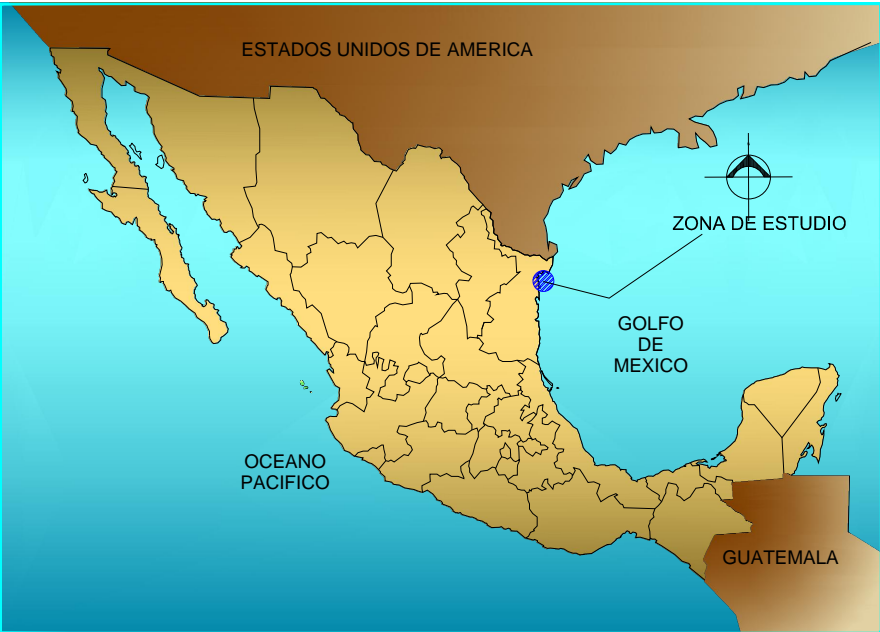 ESTADOS UNIDOS DE AMERICA
ZONA DE ESTUDIO
GOLFO
DE
MEXICO
OCEANO
PACIFICO
GUATEMALA